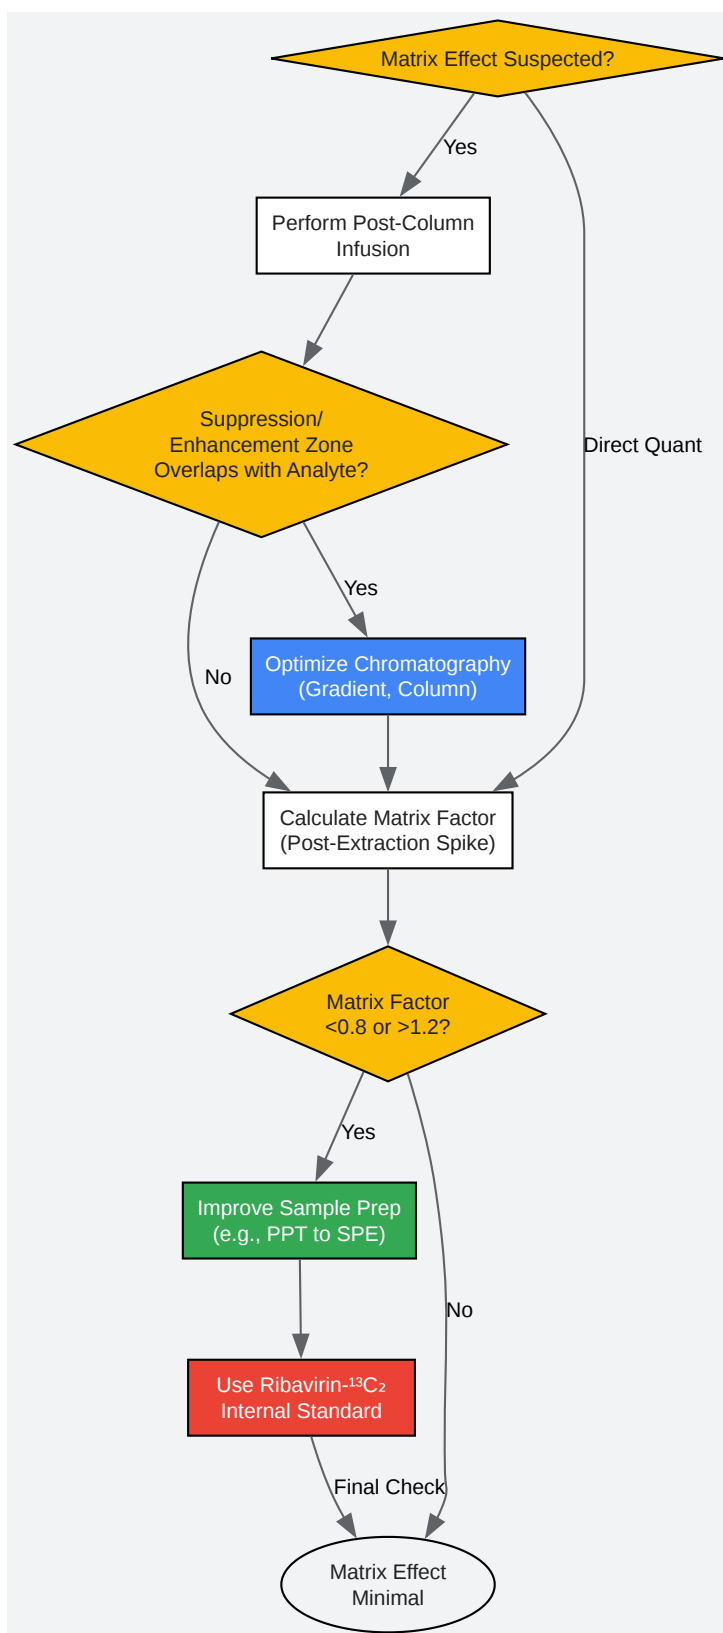 Matrix Effect Suspected?
Yes
Perform Post-Column
Infusion
Suppression/
Enhancement Zone
Overlaps with Analyte?
Direct Quant
Yes
No
Optimize Chromatography
(Gradient, Column)
Calculate Matrix Factor
(Post-Extraction Spike)
Matrix Factor
<0.8 or >1.2?
Yes
Improve Sample Prep
(e.g., PPT to SPE)
No
Use Ribavirin-¹³C₂
Internal Standard
Final Check
Matrix Effect
Minimal